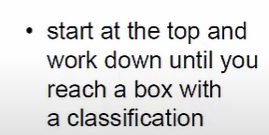 • start at the top and
work down until you
reach a box with
a classification